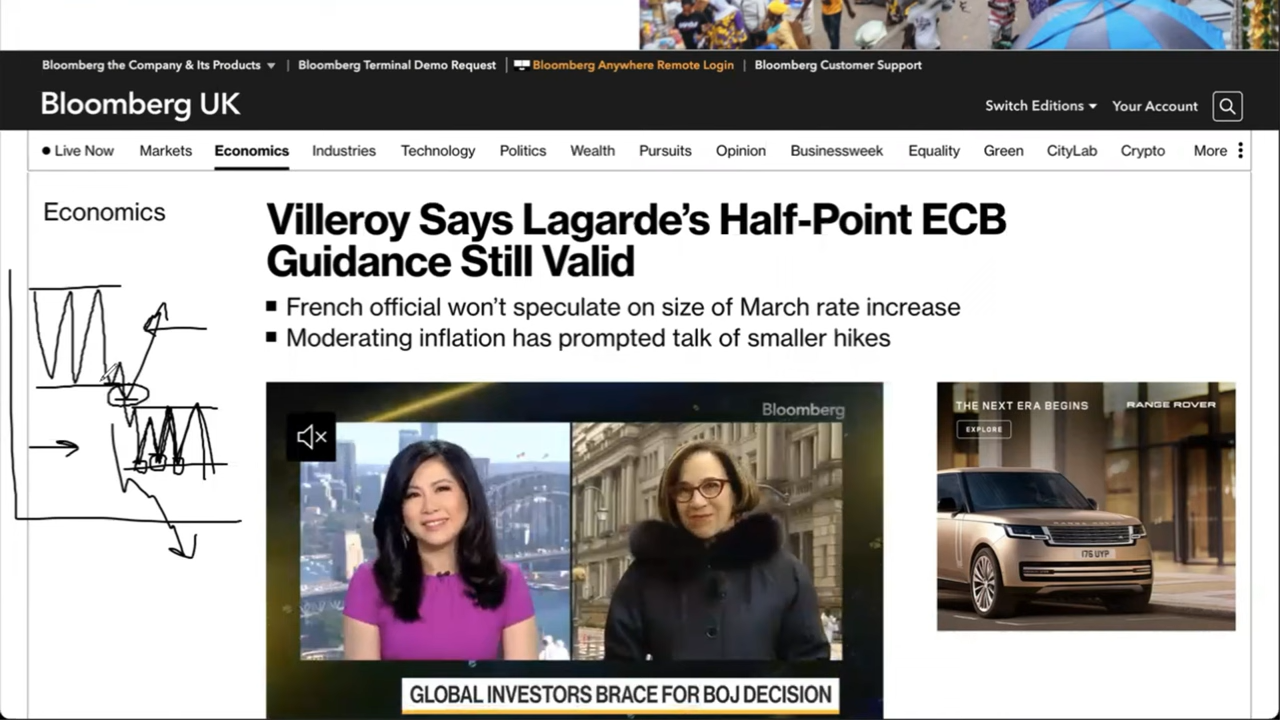 Bloomberg the Company & Its Products
Bloomberg Terminal Demo Request
Bloomberg Anywhere Remote Login
Bloomberg Customer Support
Bloomberg UK
Switch Editions
Your Account
Live Now
Markets
Economics
Industries
Technology
Politics
Wealth
Pursuits
Opinion
Businessweek
Equality
Green
CityLab
Crypto
More
Economics
Villeroy Says Lagarde's Half-Point ECB
Guidance Still Valid
French official won't speculate on size of March rate increase
Moderating inflation has prompted talk of smaller hikes
Bloomberg
GLOBAL INVESTORS BRACE FOR BOJ DECISION
THE NEXT ERA BEGINS
RANGE ROVER
EXPLORE
RANGE ROVER
176 UYP